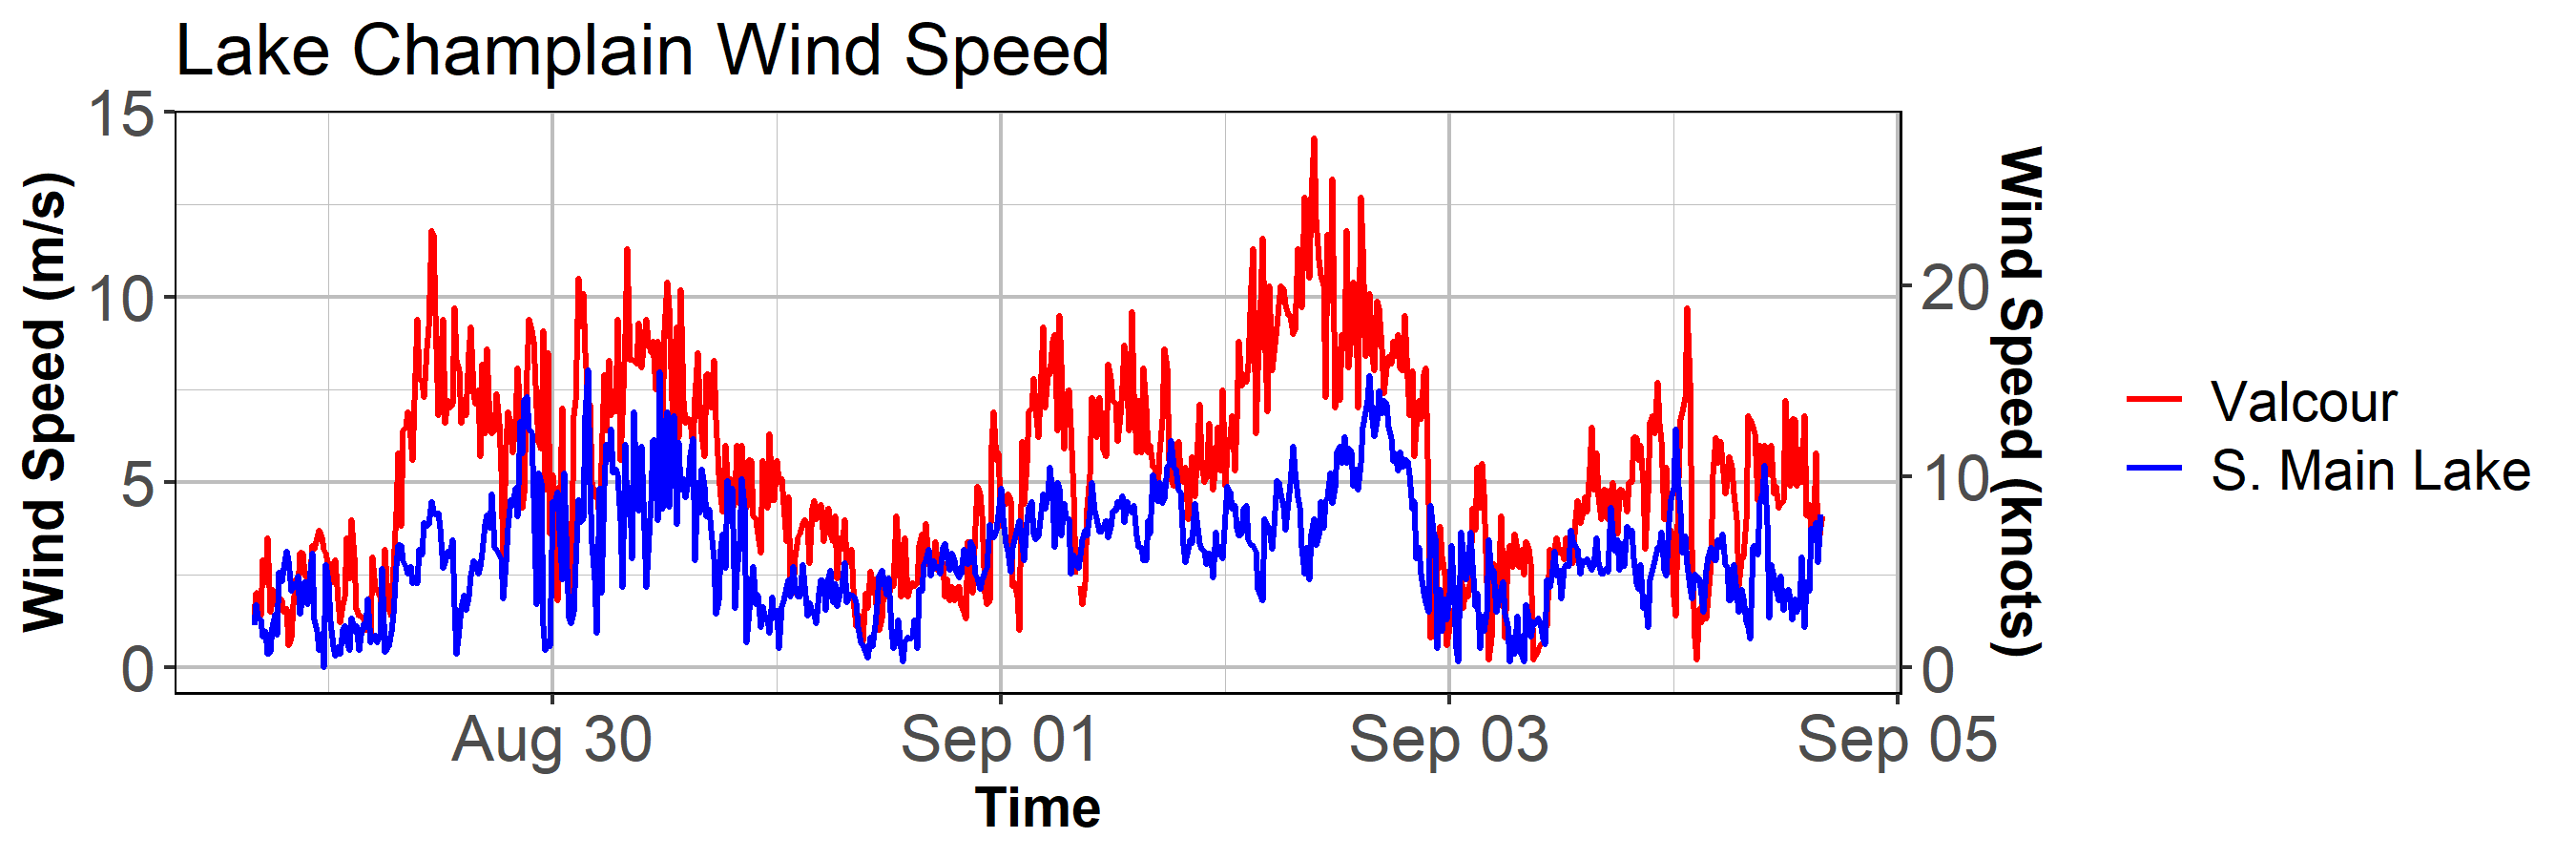 Lake Champlain Wind Speed
Wind Speed (m/s)
15
10
5
0
20
10
0
Wind Speed (knots)
Aug 30
Sep 01
Sep 03
Sep 05
Time
Valcour
S. Main Lake